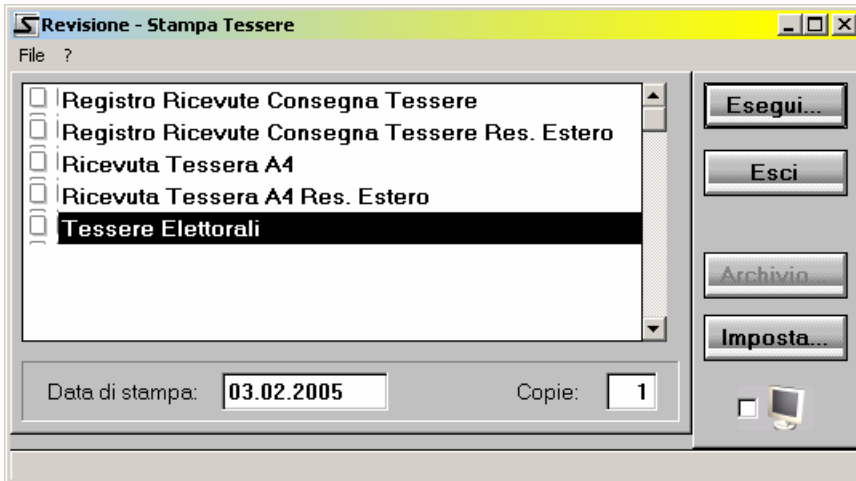 Revisione - Stampa Tessere
File ?
Registro Ricevute Consegna Tessere
Registro Ricevute Consegna Tessere Res. Estero
Ricevuta Tessera A4
Ricevuta Tessera A4 Res. Estero
Tessere Elettorali
Esegui...
Esci
Archivio...
Imposta...
Data di stampa: 03.02.2005 Copie: 1